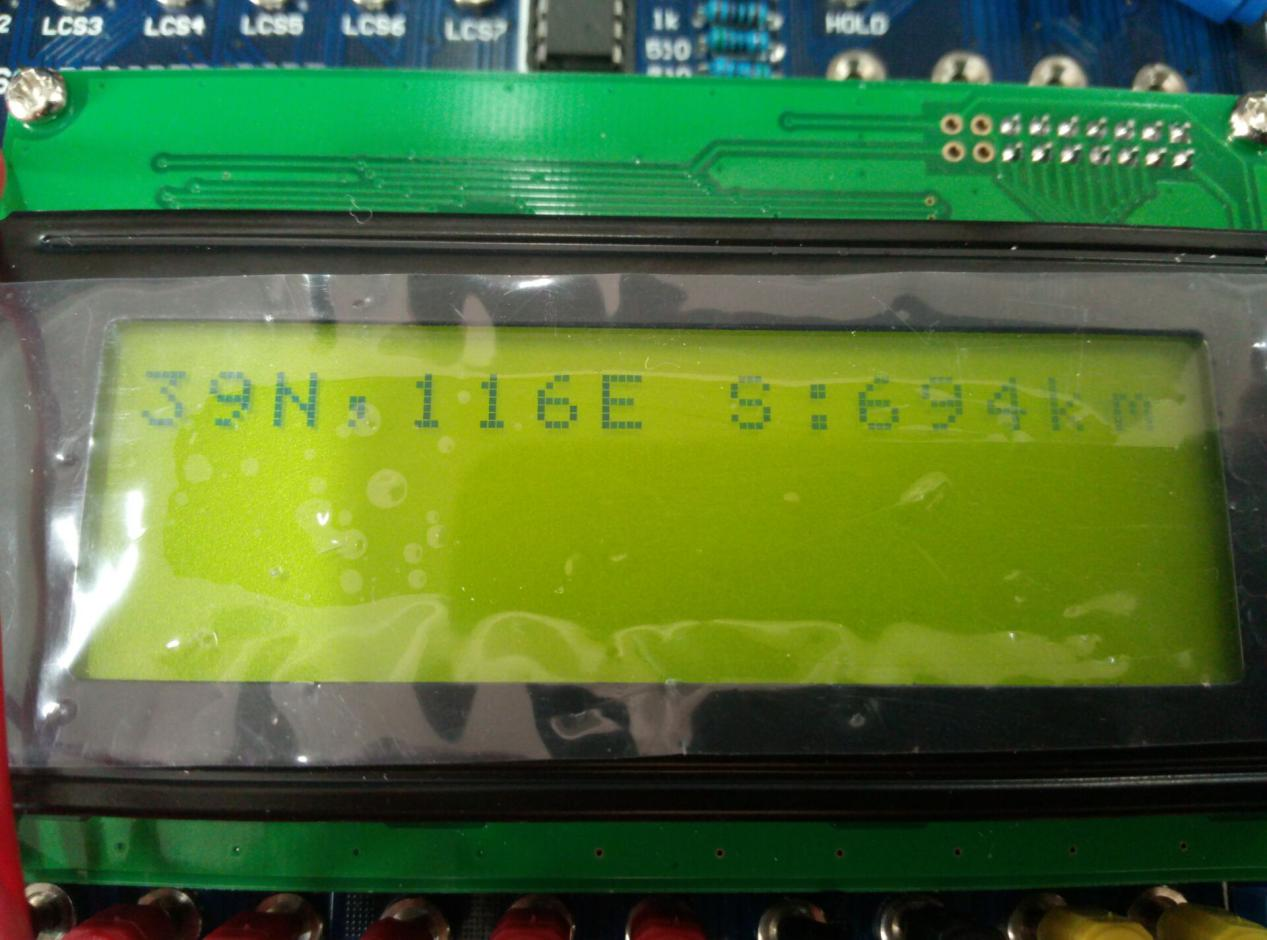 LCS3 LCS4 LCS5 LCS6 LCS7 1k HOLD
510
39N,116E S:694km